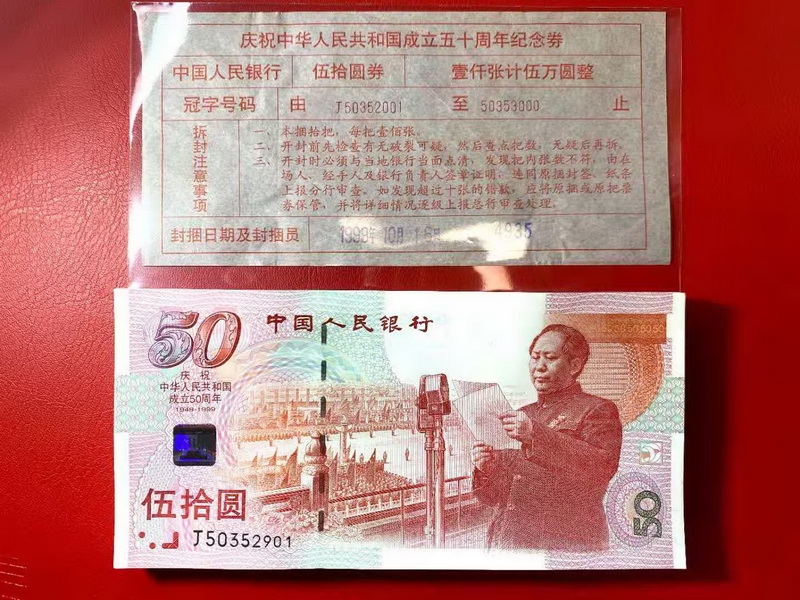 庆祝中华人民共和国成立五十周年纪念券
中国人民银行 伍拾圆券 壹仟张计伍万圆整
冠字号码 由 J50352001 至 50353000 止
拆封注意事项
一、本捆拾把,每把壹佰张。
二、开封前先检查有无破裂可疑,然后查点把数,无疑后再拆。
三、开封时必须与当地银行当面点清,发现把内张数不符,由在
场人、经手人及银行负责人签章证明,连同原捆封签、纸条
上报分行审查。如发现超过十张的错款,应将原捆或原把票
券保管,并将详细情况逐级上报总行审查处理。
封捆日期及封捆员 1999年10月18日 4935
50 中国人民银行
庆祝
中华人民共和国
成立50周年
1949-1999
伍拾圆
J50352901
50